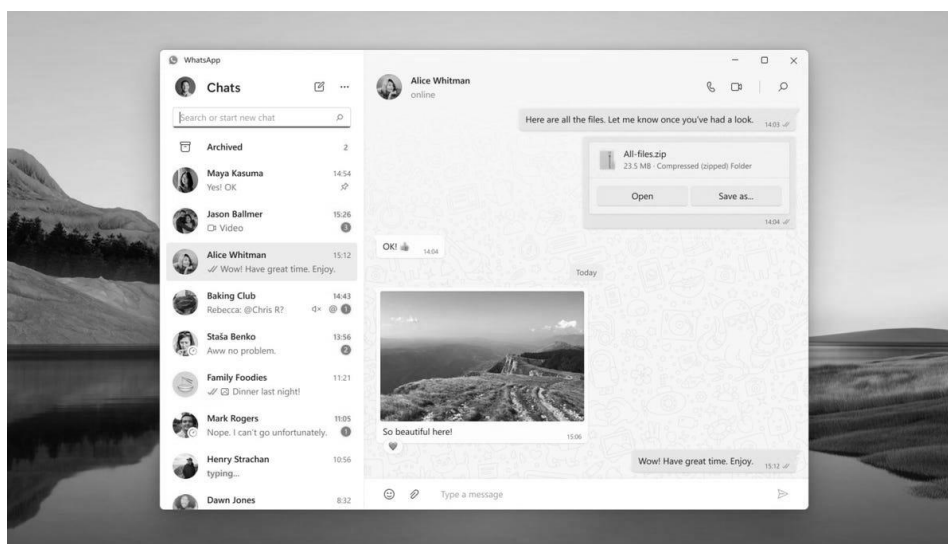 WhatsApp
Chats
Search or start new chat
Archived 2
Maya Kasuma 14:54
Yes! OK
Jason Ballmer 15:26
Video 3
Alice Whitman 15:12
Wow! Have great time. Enjoy.
Baking Club 14:43
Rebecca: @Chris R? @ 1
Staša Benko 13:56
Aww no problem. 2
Family Foodies 11:21
Dinner last night!
Mark Rogers 11:05
Nope. I can't go unfortunately. 1
Henry Strachan 10:56
typing...
Dawn Jones 8:32
Alice Whitman
online
Here are all the files. Let me know once you've had a look. 14:03
All-files.zip
23.5 MB · Compressed (zipped) Folder
Open Save as...
14:04
OK! 👍 14:04
Today
So beautiful here! 15:06
Wow! Have great time. Enjoy. 15:12
Type a message